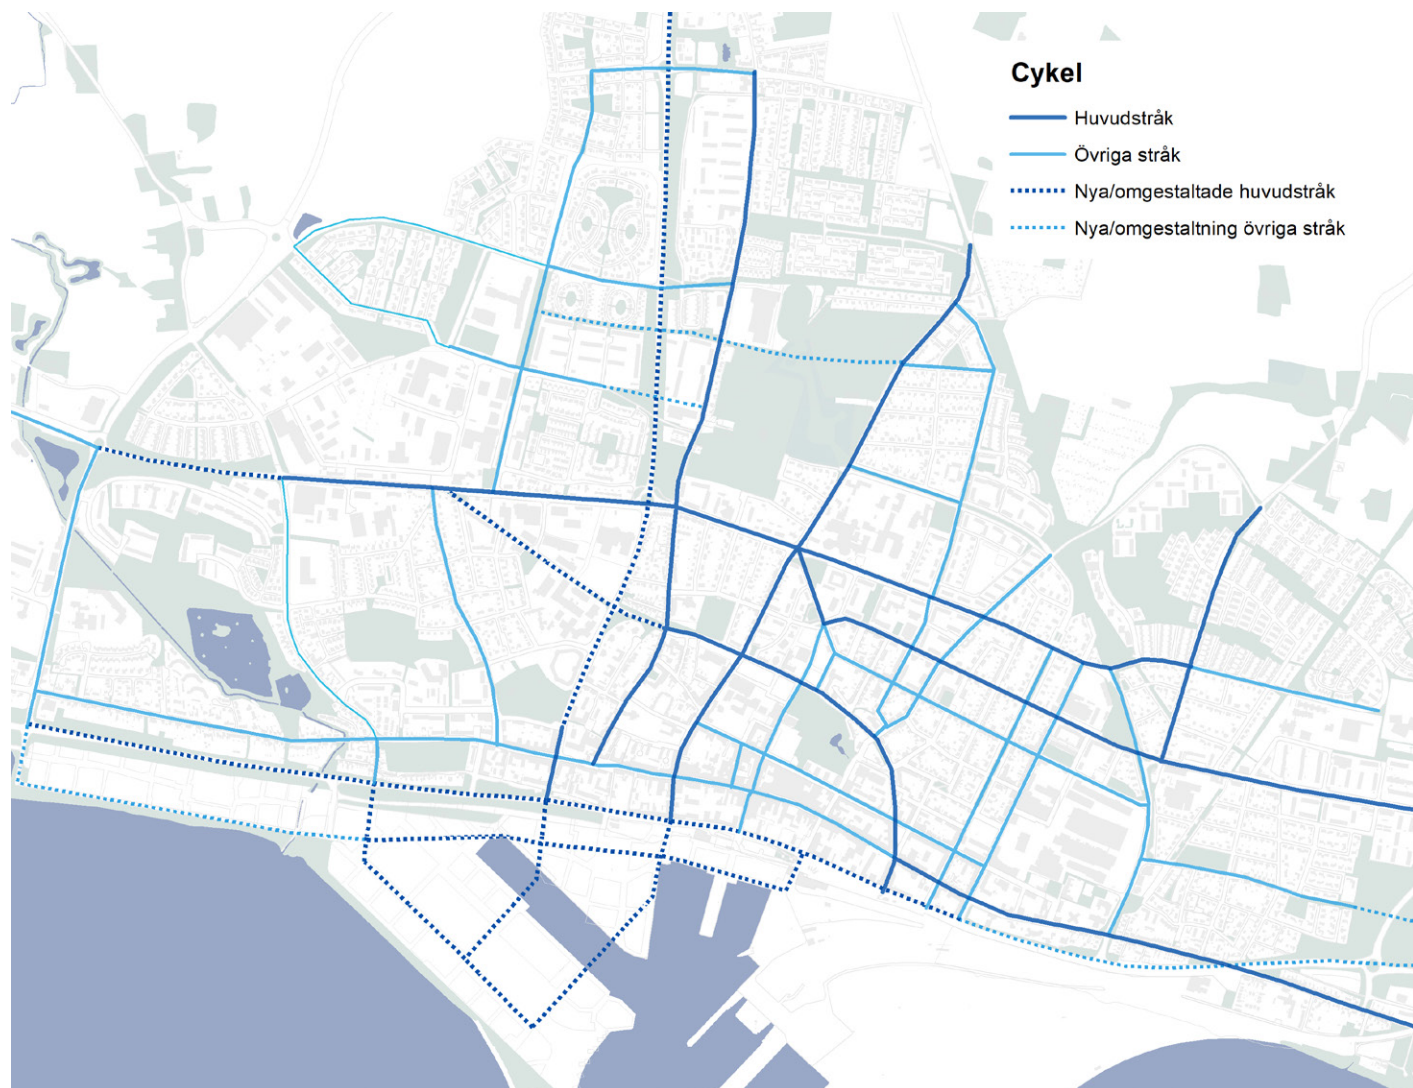 Cykel
Huvudstråk
Övriga stråk
Nya/omgestaltade huvudstråk
Nya/omgestaltning övriga stråk